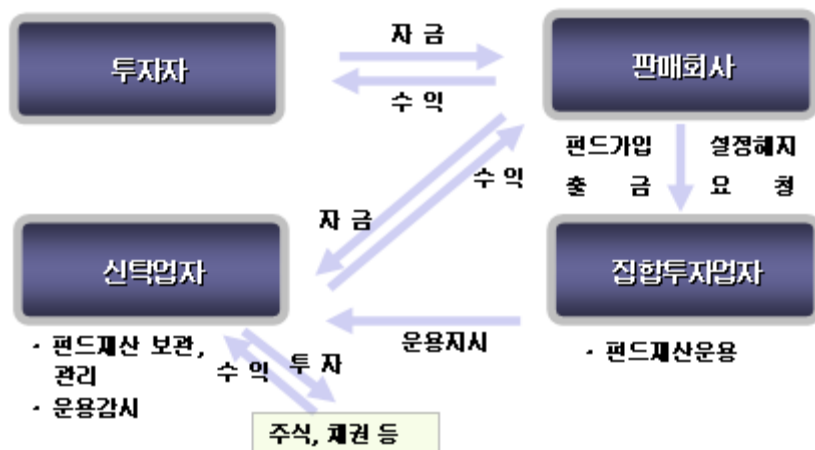 투자자
자 금
수 익
판매회사
펀드가입 설정해지
출 금 요 청
수 익
자 금
신탁업자
집합투자업자
운용지시
· 펀드재산 보관,
관리
· 운용감시
· 펀드재산운용
수 익
투 자
주식, 채권 등